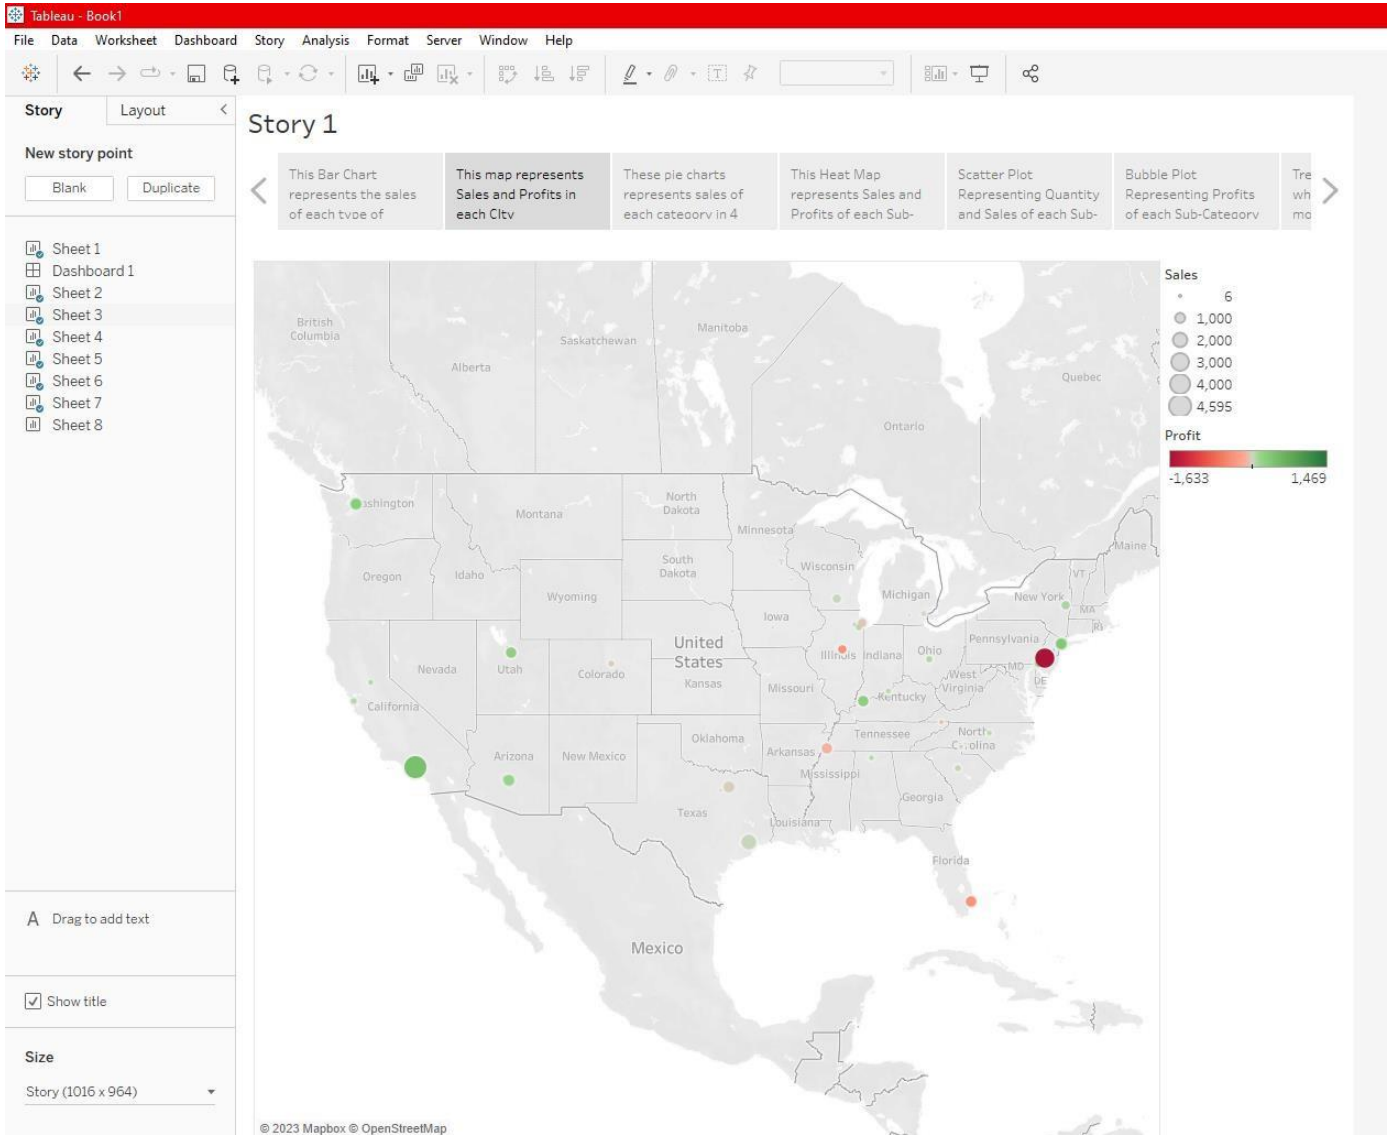 Tableau - Book1
File Data Worksheet Dashboard Story Analysis Format Server Window Help
Story Layout
New story point
Blank Duplicate
Sheet 1
Dashboard 1
Sheet 2
Sheet 3
Sheet 4
Sheet 5
Sheet 6
Sheet 7
Sheet 8
A Drag to add text
Show title
Size
Story (1016 x 964)
Story 1
This Bar Chart
represents the sales
of each type of
This map represents
Sales and Profits in
each CIty
These pie charts
represents sales of
each category in 4
This Heat Map
represents Sales and
Profits of each Sub-
Scatter Plot
Representing Quantity
and Sales of each Sub-
Bubble Plot
Representing Profits
of each Sub-Category
Tre
wh
mo
British
Columbia
Alberta
Saskatchewan
Manitoba
Ontario
Quebec
ashington
Montana
North
Dakota
Minnesota
Maine
Oregon
Idaho
South
Dakota
Wisconsin
Michigan
VT
Wyoming
New York
MA
RI
Iowa
Pennsylvania
Nevada
Utah
Colorado
United
States
Kansas
Missouri
Illinois
Indiana
Ohio
MD
DE
West
Virginia
Kentucky
California
Arizona
New Mexico
Oklahoma
Arkansas
Tennessee
North
Carolina
Mississippi
Georgia
Texas
Louisiana
Florida
Mexico
© 2023 Mapbox © OpenStreetMap
Sales
6
1,000
2,000
3,000
4,000
4,595
Profit
-1,633 1,469